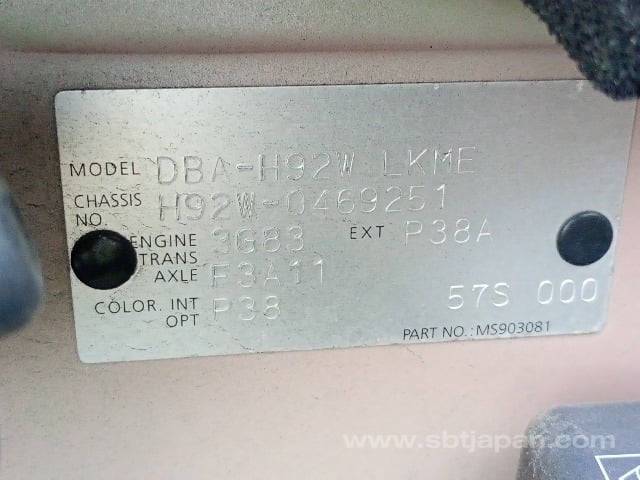 MODEL DBA-H92W LKME
CHASSIS NO. H92W-0469251
ENGINE 3G83 EXT P38A
TRANS AXLE F3A11
COLOR. INT P38
OPT 57S 000
PART NO.: MS903081
www.sbtjapan.com